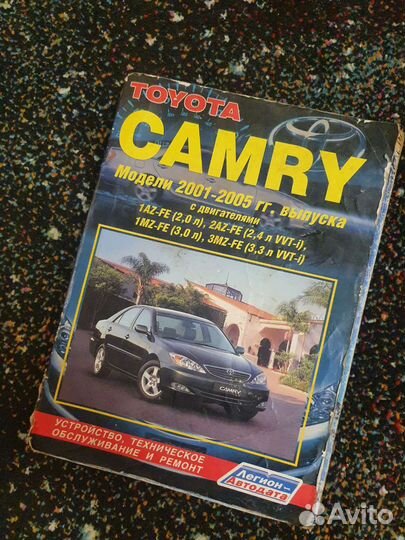 TOYOTA
CAMRY
Модели 2001-2005 гг. выпуска
с двигателями
1AZ-FE (2,0 л), 2AZ-FE (2,4 л VVT-i),
1MZ-FE (3,0 л), 3MZ-FE (3,3 л VVT-i)
CAMRY
УСТРОЙСТВО, ТЕХНИЧЕСКОЕ
ОБСЛУЖИВАНИЕ И РЕМОНТ
Легион-
Автодата
Avito